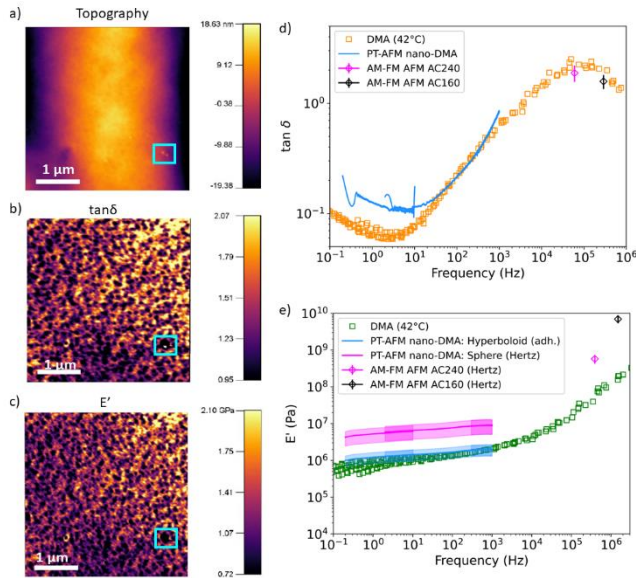 a)
Topography
18.63 nm
9.12
-0.38
-9.88
-19.38
1 μm
b)
tanδ
2.07
1.79
1.51
1.23
0.95
1 μm
c)
E'
2.10 GPa
1.75
1.41
1.07
0.72
1 μm
d)
DMA (42°C)
PT-AFM nano-DMA
AM-FM AFM AC240
AM-FM AFM AC160
tan δ
10⁰
10⁻¹
10⁻¹ 10⁰ 10¹ 10² 10³ 10⁴ 10⁵ 10⁶
Frequency (Hz)
e)
DMA (42°C)
PT-AFM nano-DMA: Hyperboloid (adh.)
PT-AFM nano-DMA: Sphere (Hertz)
AM-FM AFM AC240 (Hertz)
AM-FM AFM AC160 (Hertz)
E' (Pa)
10¹⁰
10⁹
10⁸
10⁷
10⁶
10⁵
10⁴
10⁻¹ 10⁰ 10¹ 10² 10³ 10⁴ 10⁵ 10⁶
Frequency (Hz)